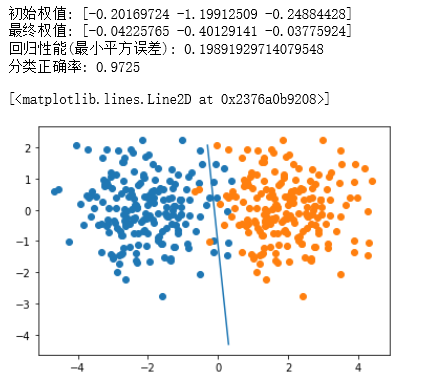 初始权值: [-0.20169724 -1.19912509 -0.24884428]
最终权值: [-0.04225765 -0.40129141 -0.03775924]
回归性能(最小平方误差): 0.19891929714079548
分类正确率: 0.9725
[<matplotlib.lines.Line2D at 0x2376a0b9208>]
2
1
0
−1
−2
−3
−4
−4 −2 0 2 4